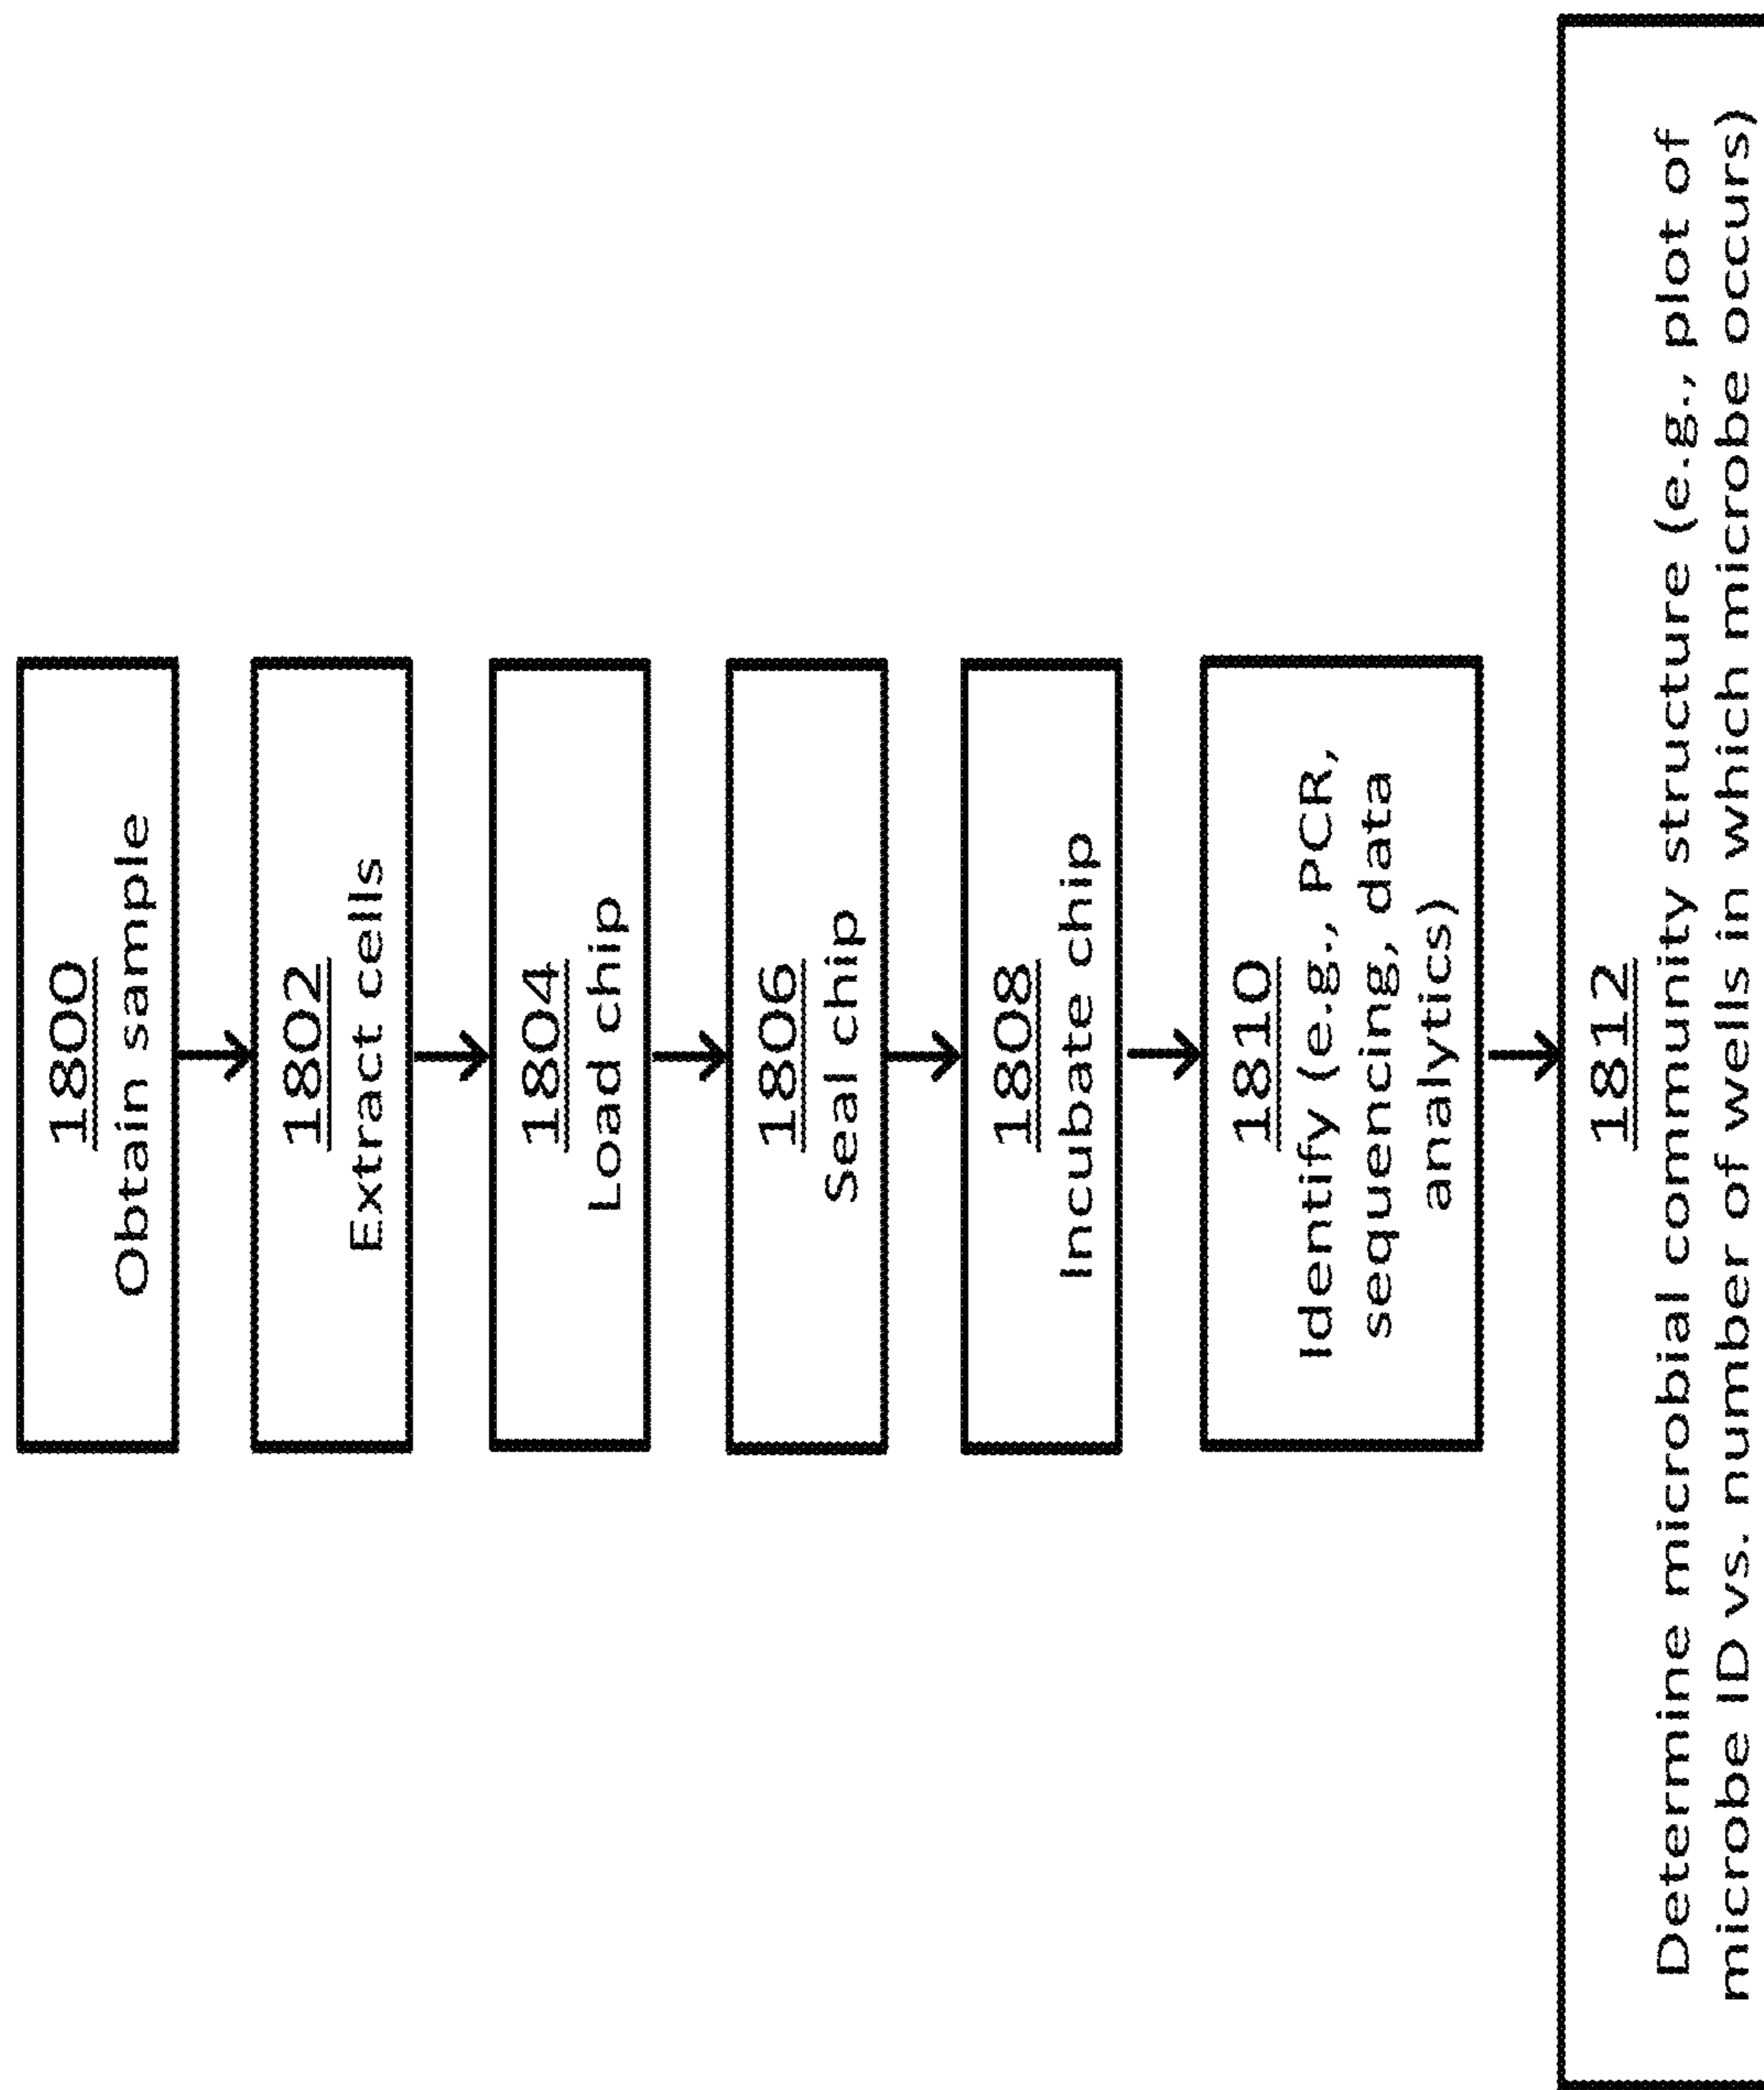 1800
Obtain sample
1802
Extract cells
1804
Load chip
1806
Seal chip
1808
Incubate chip
1810
Identify (e.g., PCR,
sequencing, data
analytics)
1812
Determine microbial community structure (e.g., plot of
microbe ID vs. number of wells in which microbe occurs)